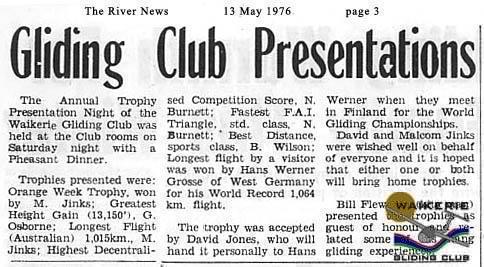 The River News 13 May 1976 page 3
Gliding Club Presentations
The Annual Trophy
Presentation Night of the
Waikerie Gliding Club was
held at the Club rooms on
Saturday night with a
Pheasant Dinner.
Trophies presented were:
Orange Week Trophy, won
by M. Jinks; Greatest
Height Gain (13,150'), G.
Osborne; Longest Flight
(Australian) 1,015km., M.
Jinks; Highest Decentrali-
sed Competition Score, N.
Burnett; Fastest F.A.I.
Triangle, std. class, N.
Burnett; Best Distance,
sports class, B. Wilson;
Longest flight by a visitor
was won by Hans Werner
Grosse of West Germany
for his World Record 1,064
km. flight.
The trophy was accepted
by David Jones, who will
hand it personally to Hans
Werner when they meet
in Finland for the World
Gliding Championships.
David and Malcom Jinks
were wished well on behalf
of everyone and it is hoped
that either one or both
will bring home trophies.
Bill
presented the trophies as
guest of honour and re-
lated some of his
gliding
WAIKERIE
GLIDING CLUB